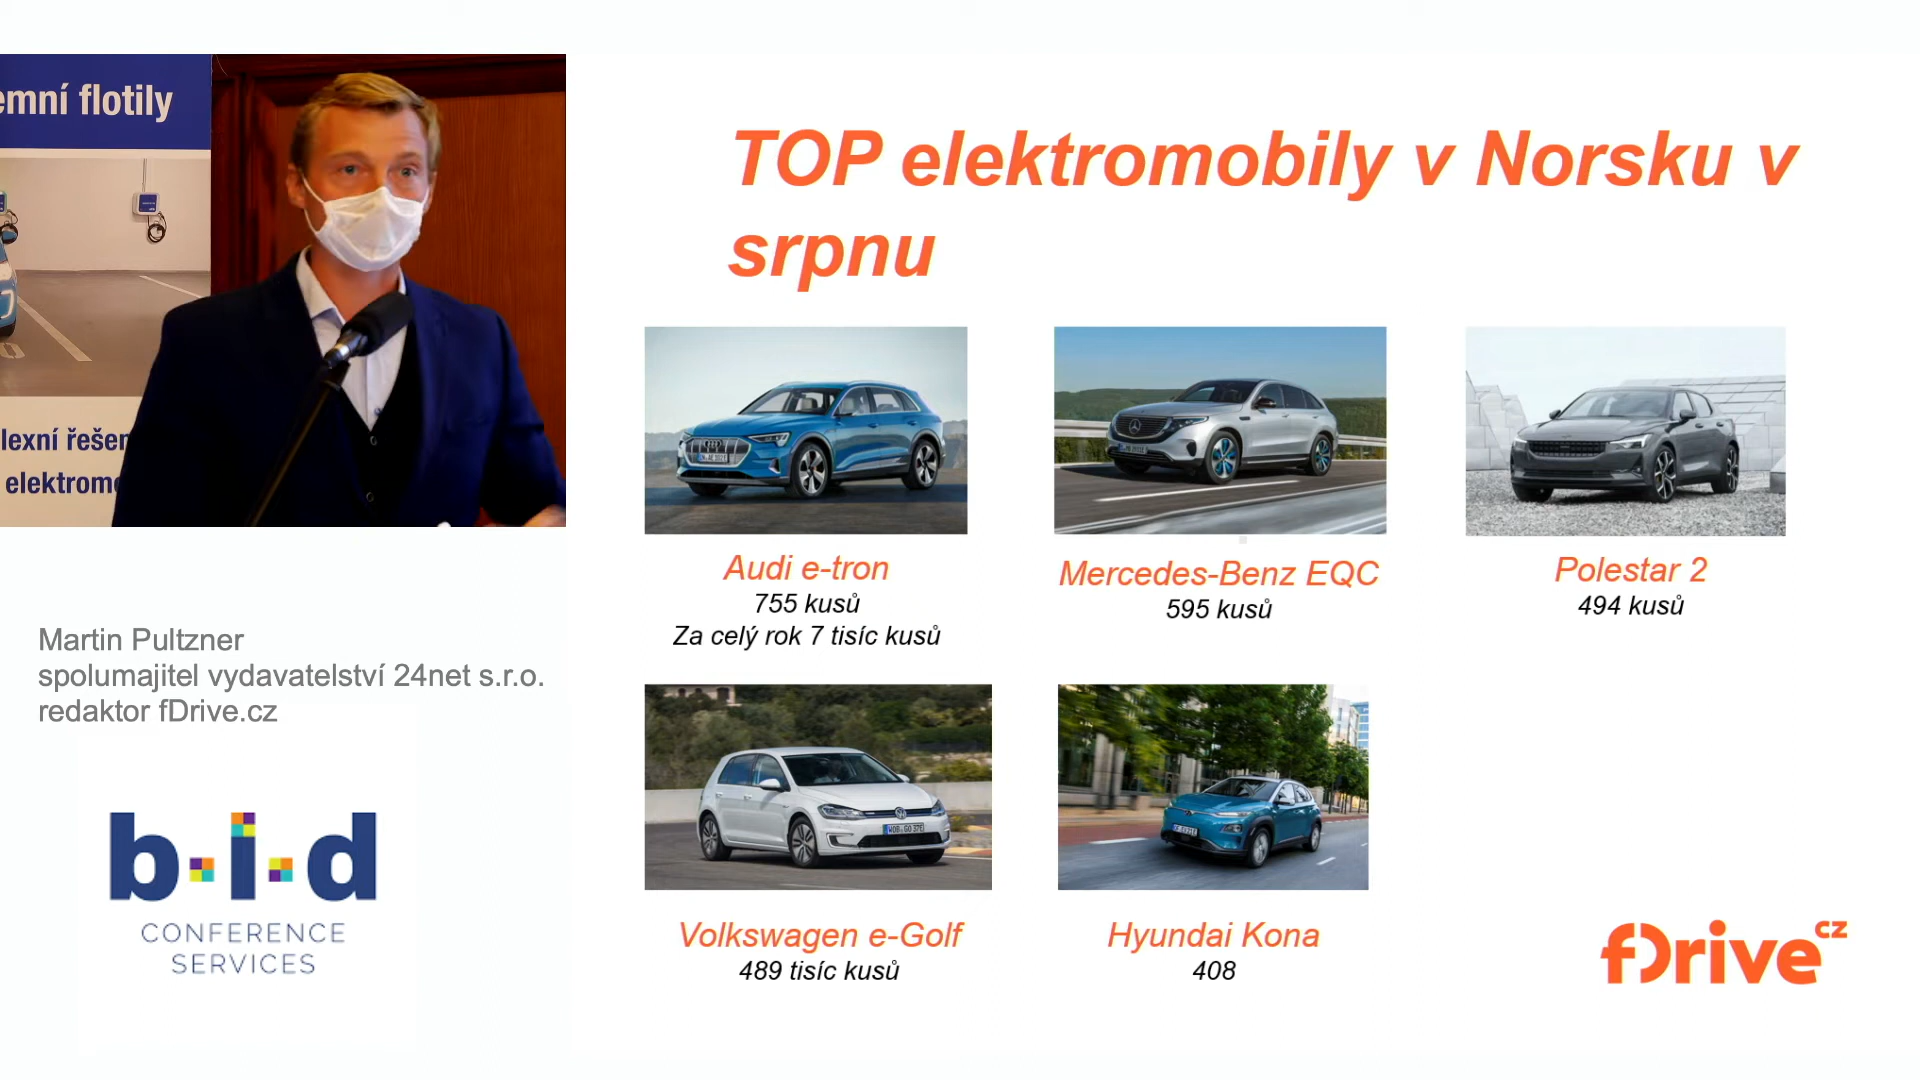 emní flotily
lexní řešen
elektromo
TOP elektromobily v Norsku v
srpnu
Audi e-tron
755 kusů
Za celý rok 7 tisíc kusů
Mercedes-Benz EQC
595 kusů
Polestar 2
494 kusů
Volkswagen e-Golf
489 tisíc kusů
Hyundai Kona
408
Martin Pultzner
spolumajitel vydavatelství 24net s.r.o.
redaktor fDrive.cz
b·i·d
CONFERENCE
SERVICES
fDrive CZ